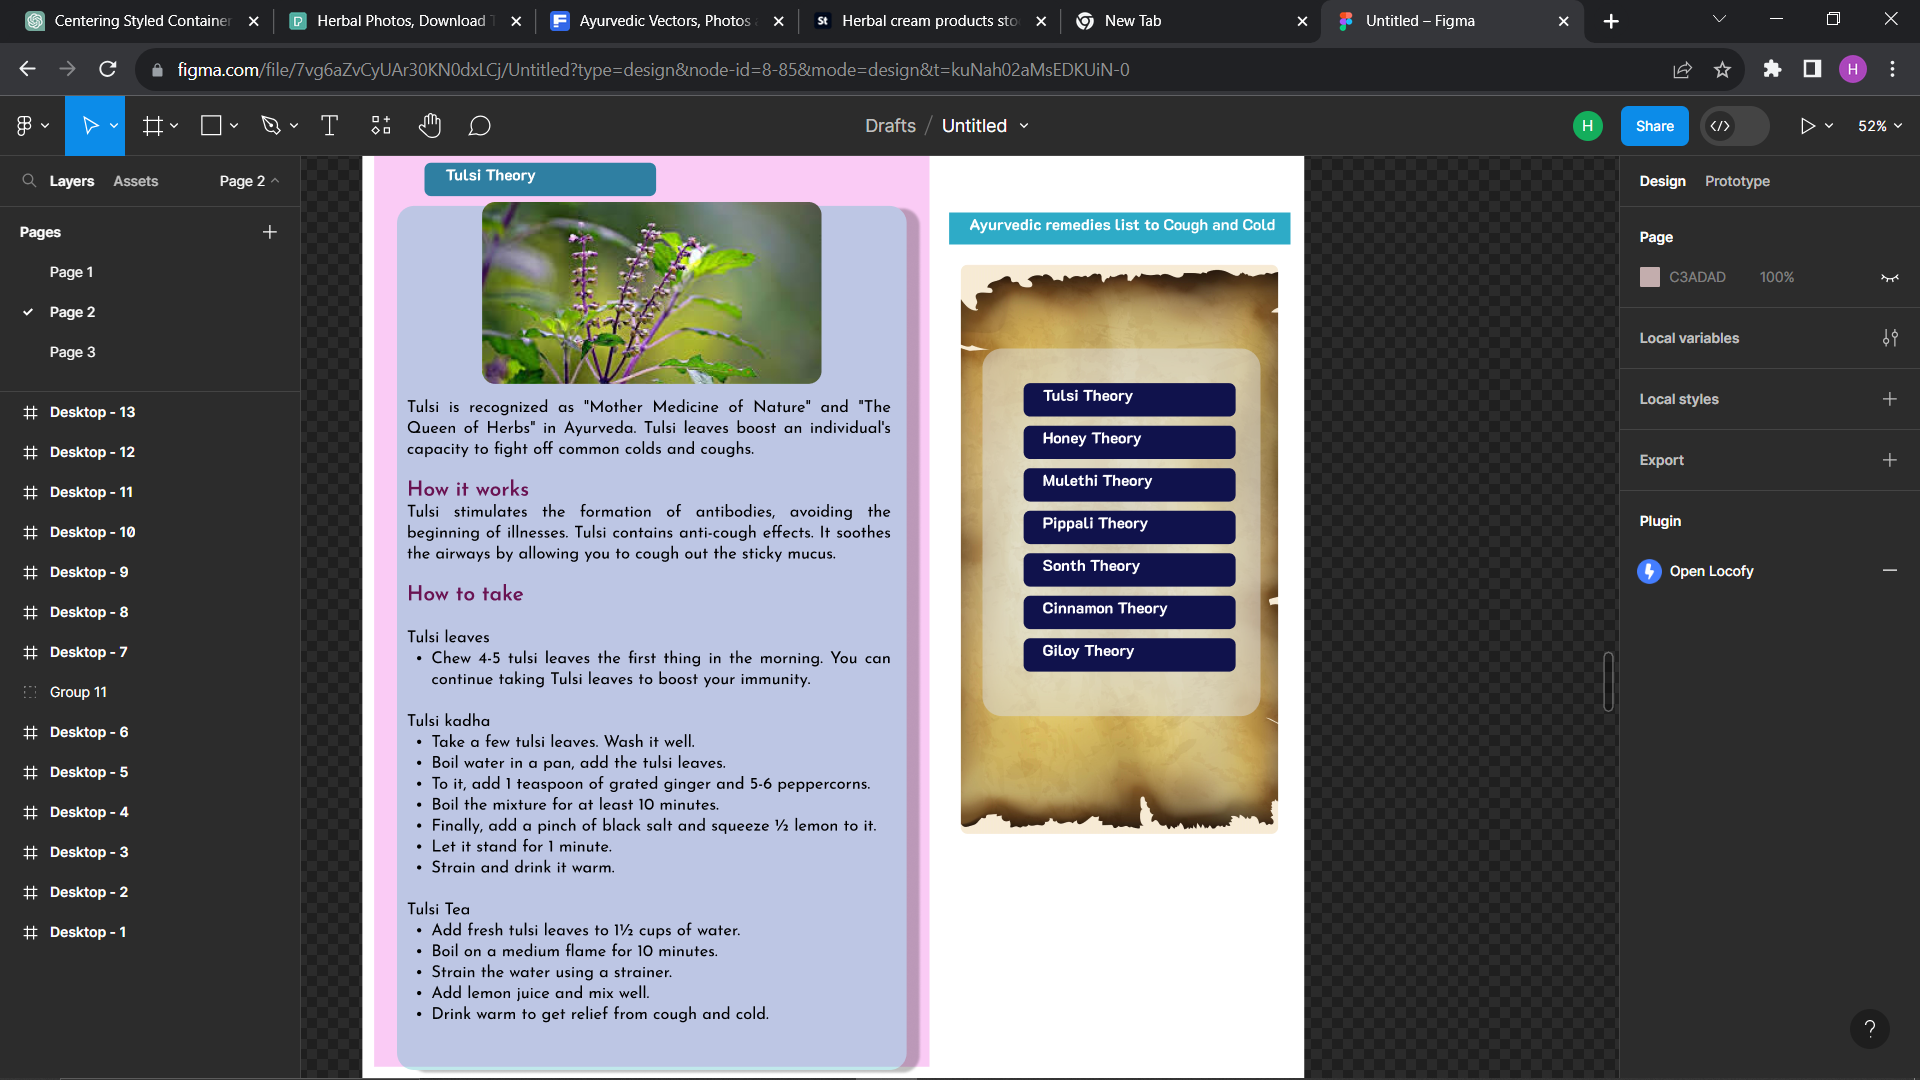 Centering Styled Container
Herbal Photos, Download
Ayurvedic Vectors, Photos
St
Herbal cream products sto
New Tab
Untitled – Figma
figma.com/file/7vg6aZvCyUAr30KN0dxLCj/Untitled?type=design&node-id=8-85&mode=design&t=kuNah02aMsEDKUiN-0
H
Drafts / Untitled
H
Share
52%
Layers
Assets
Page 2
Pages
Page 1
Page 2
Page 3
Desktop - 13
Desktop - 12
Desktop - 11
Desktop - 10
Desktop - 9
Desktop - 8
Desktop - 7
Group 11
Desktop - 6
Desktop - 5
Desktop - 4
Desktop - 3
Desktop - 2
Desktop - 1
Tulsi Theory
Tulsi is recognized as "Mother Medicine of Nature" and "The
Queen of Herbs" in Ayurveda. Tulsi leaves boost an individual's
capacity to fight off common colds and coughs.
How it works
Tulsi stimulates the formation of antibodies, avoiding the
beginning of illnesses. Tulsi contains anti-cough effects. It soothes
the airways by allowing you to cough out the sticky mucus.
How to take
Tulsi leaves
• Chew 4-5 tulsi leaves the first thing in the morning. You can
continue taking Tulsi leaves to boost your immunity.
Tulsi kadha
• Take a few tulsi leaves. Wash it well.
• Boil water in a pan, add the tulsi leaves.
• To it, add 1 teaspoon of grated ginger and 5-6 peppercorns.
• Boil the mixture for at least 10 minutes.
• Finally, add a pinch of black salt and squeeze ½ lemon to it.
• Let it stand for 1 minute.
• Strain and drink it warm.
Tulsi Tea
• Add fresh tulsi leaves to 1½ cups of water.
• Boil on a medium flame for 10 minutes.
• Strain the water using a strainer.
• Add lemon juice and mix well.
• Drink warm to get relief from cough and cold.
Ayurvedic remedies list to Cough and Cold
Tulsi Theory
Honey Theory
Mulethi Theory
Pippali Theory
Sonth Theory
Cinnamon Theory
Giloy Theory
Design
Prototype
Page
C3ADAD
100%
Local variables
Local styles
Export
Plugin
Open Locofy
?